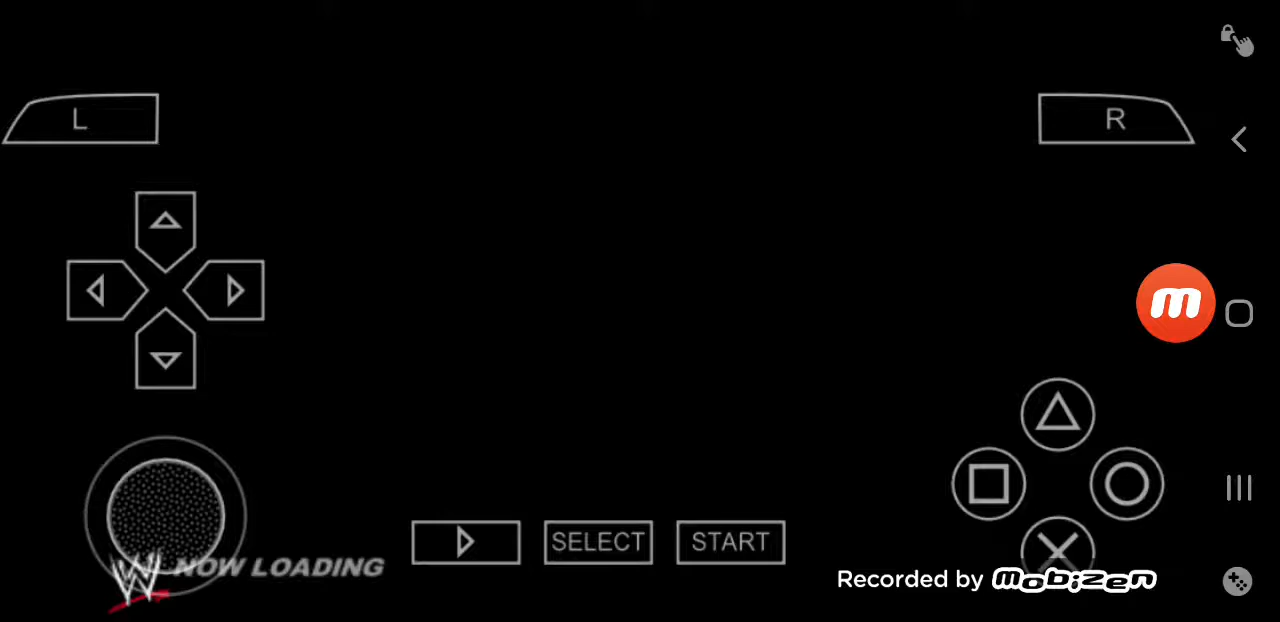 L
R
SELECT
START
W NOW LOADING
m
Recorded by mobizen